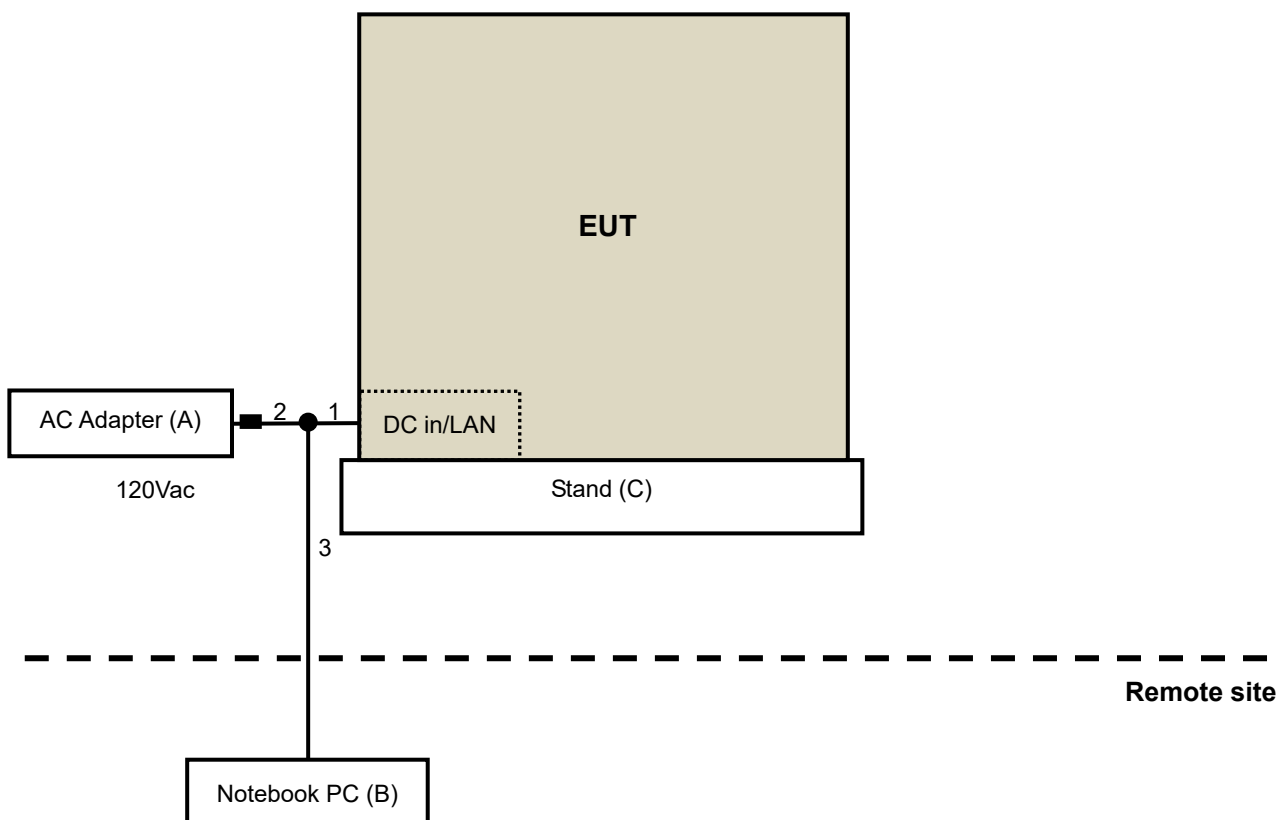 EUT
AC Adapter (A)
2
1
DC in/LAN
120Vac
Stand (C)
3
Remote site
Notebook PC (B)